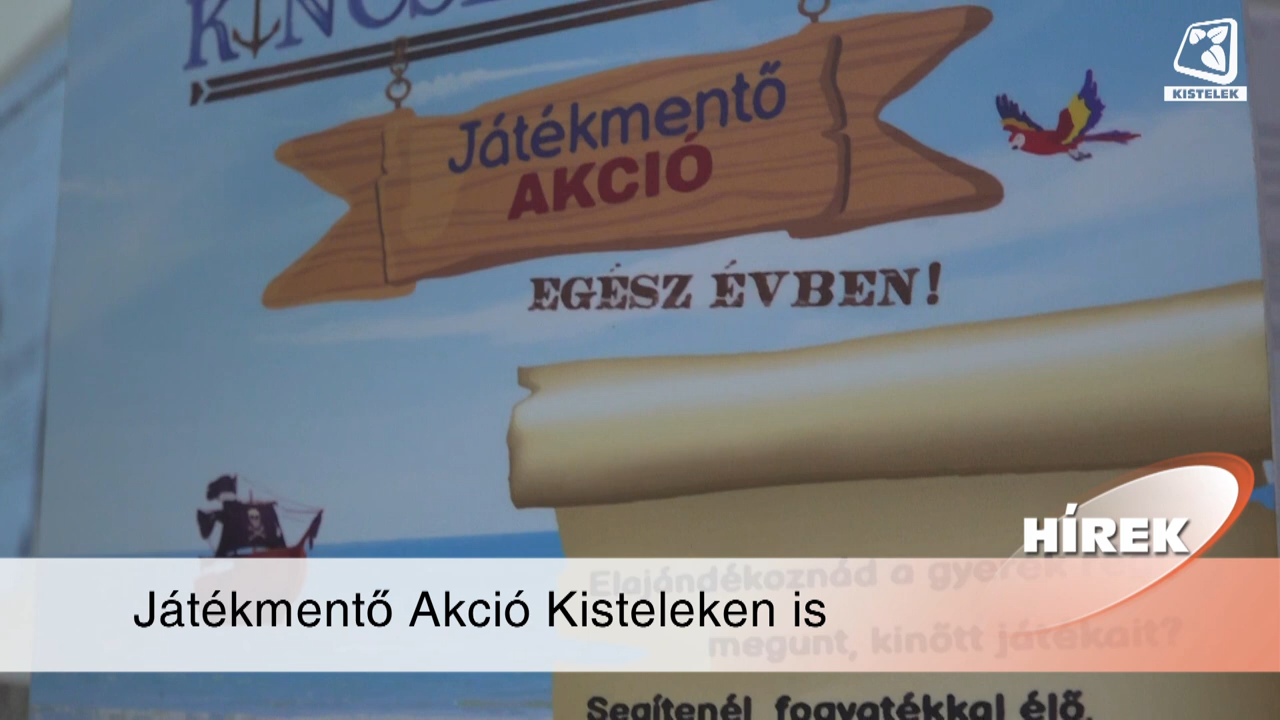 KISTELEK
Játékmentő
AKCIÓ
EGÉSZ ÉVBEN!
HÍREK
Elajándékoznád a gyerek
megunt, kinőtt játékait?
Játékmentő Akció Kisteleken is
Segítenél fogyatékkal élő,